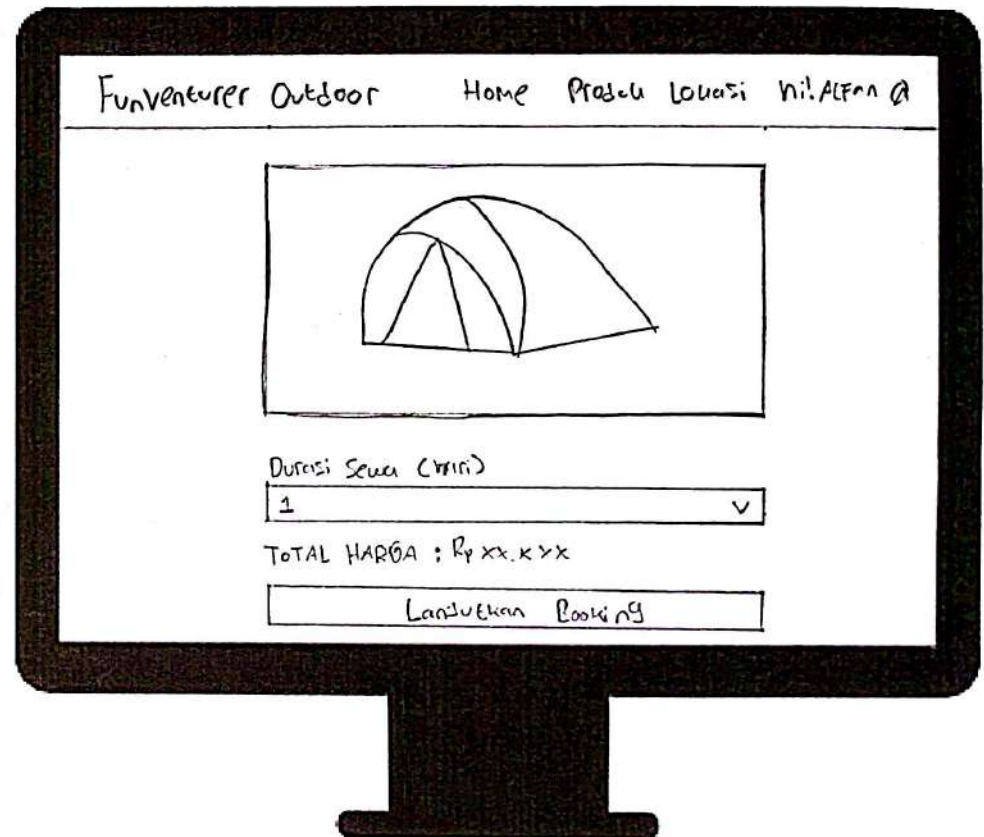 Funventurer Outdoor Home Produk Lokasi hi! ALFAn
Durasi Sewa (Hari)
1
TOTAL HARGA : Rp xx.xxx
Lanjutkan Booking